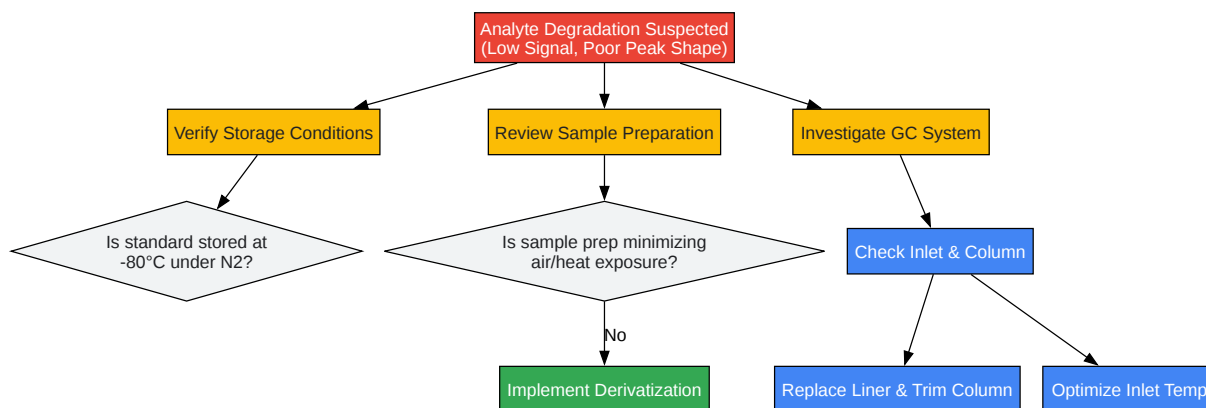 Analyte Degradation Suspected
(Low Signal, Poor Peak Shape)
Verify Storage Conditions
Review Sample Preparation
Investigate GC System
Is standard stored at
-80°C under N2?
Is sample prep minimizing
air/heat exposure?
Check Inlet & Column
No
Implement Derivatization
Replace Liner & Trim Column
Optimize Inlet Temp